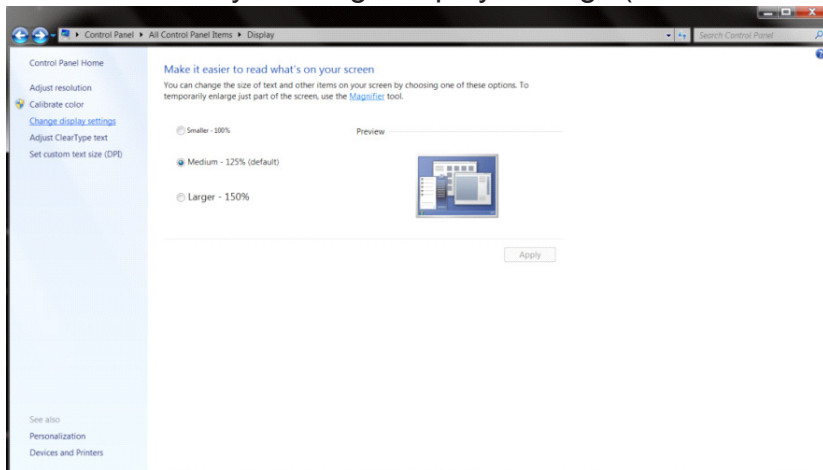 Control Panel ▸ All Control Panel Items ▸ Display
Search Control Panel
Control Panel Home
Adjust resolution
Calibrate color
Change display settings
Adjust ClearType text
Set custom text size (DPI)
Make it easier to read what's on your screen
You can change the size of text and other items on your screen by choosing one of these options. To
temporarily enlarge just part of the screen, use the Magnifier tool.
Smaller - 100%
Preview
Medium - 125% (default)
Larger - 150%
Apply
See also
Personalization
Devices and Printers